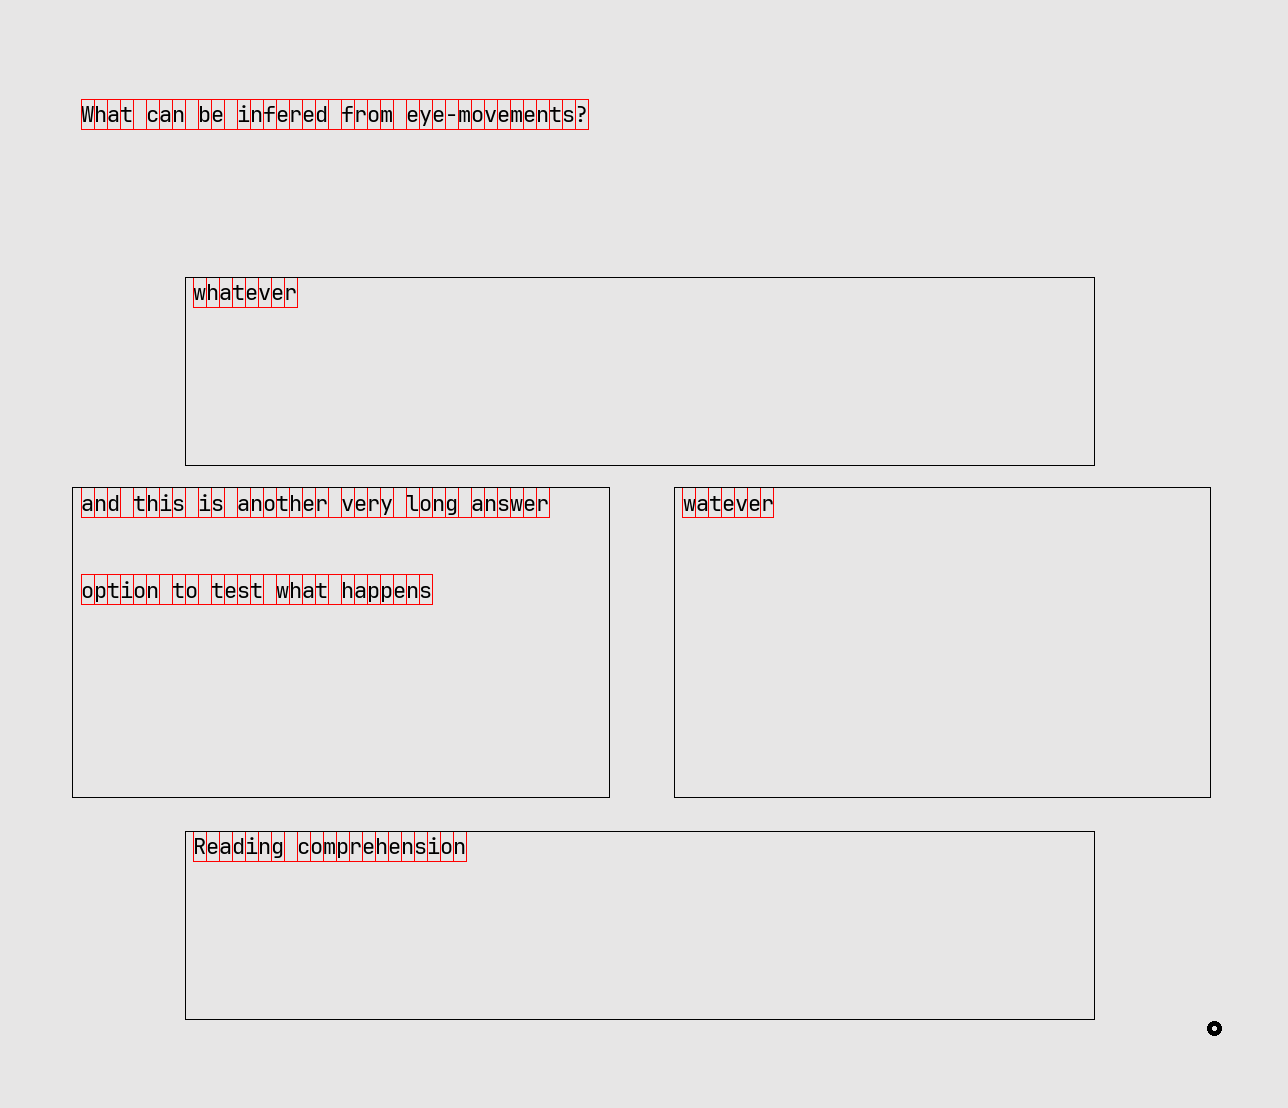 What can be infered from eye-movements?
whatever
and this is another very long answer
option to test what happens
watever
Reading comprehension